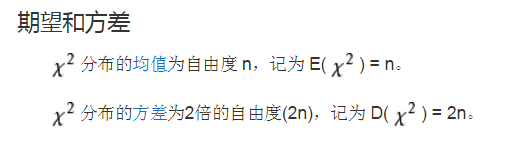 期望和方差
χ² 分布的均值为自由度 n，记为 E( χ² ) = n。
χ² 分布的方差为2倍的自由度(2n)，记为 D( χ² ) = 2n。